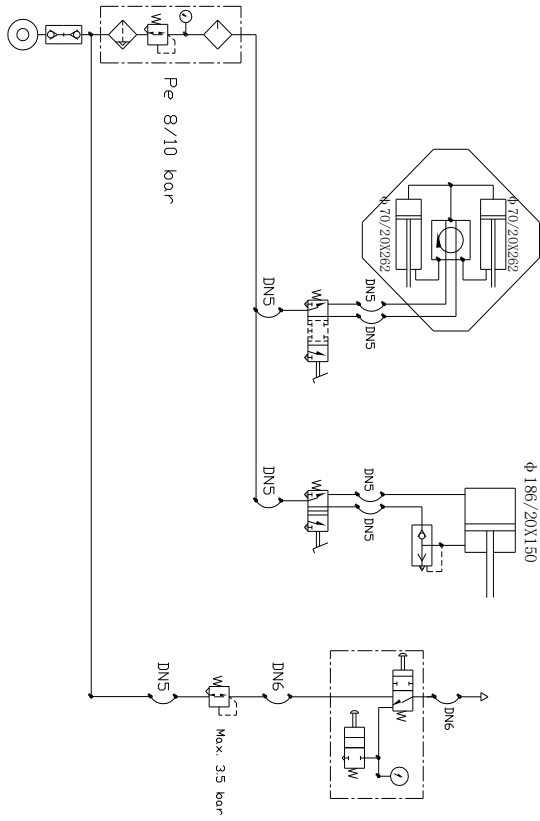 Pe 8/10 bar
W
φ 70/20X262
φ 70/20X262
DN5
W
DN5
DN5
φ 186/20X150
DN5
W
DN5
DN5
DN5
W
Max. 3.5 bar
DN6
W
W
DN6